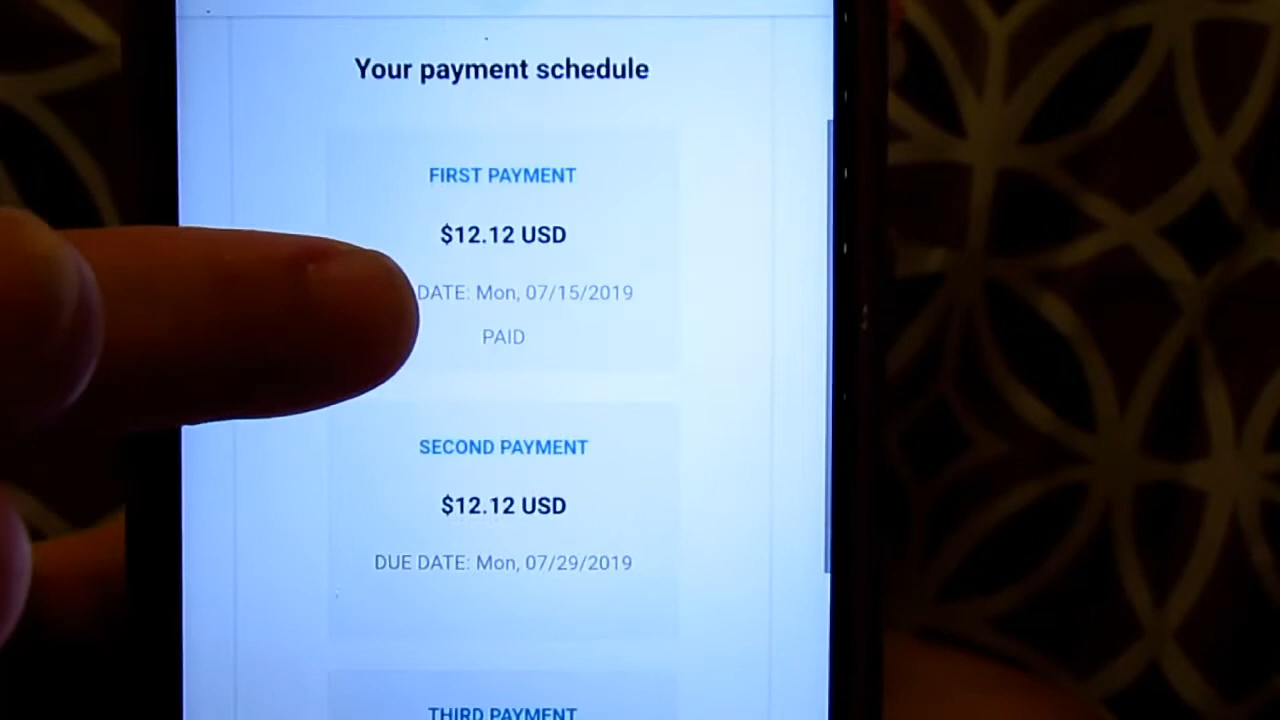 Your payment schedule
FIRST PAYMENT
$12.12 USD
DATE: Mon, 07/15/2019
PAID
SECOND PAYMENT
$12.12 USD
DUE DATE: Mon, 07/29/2019
THIRD PAYMENT